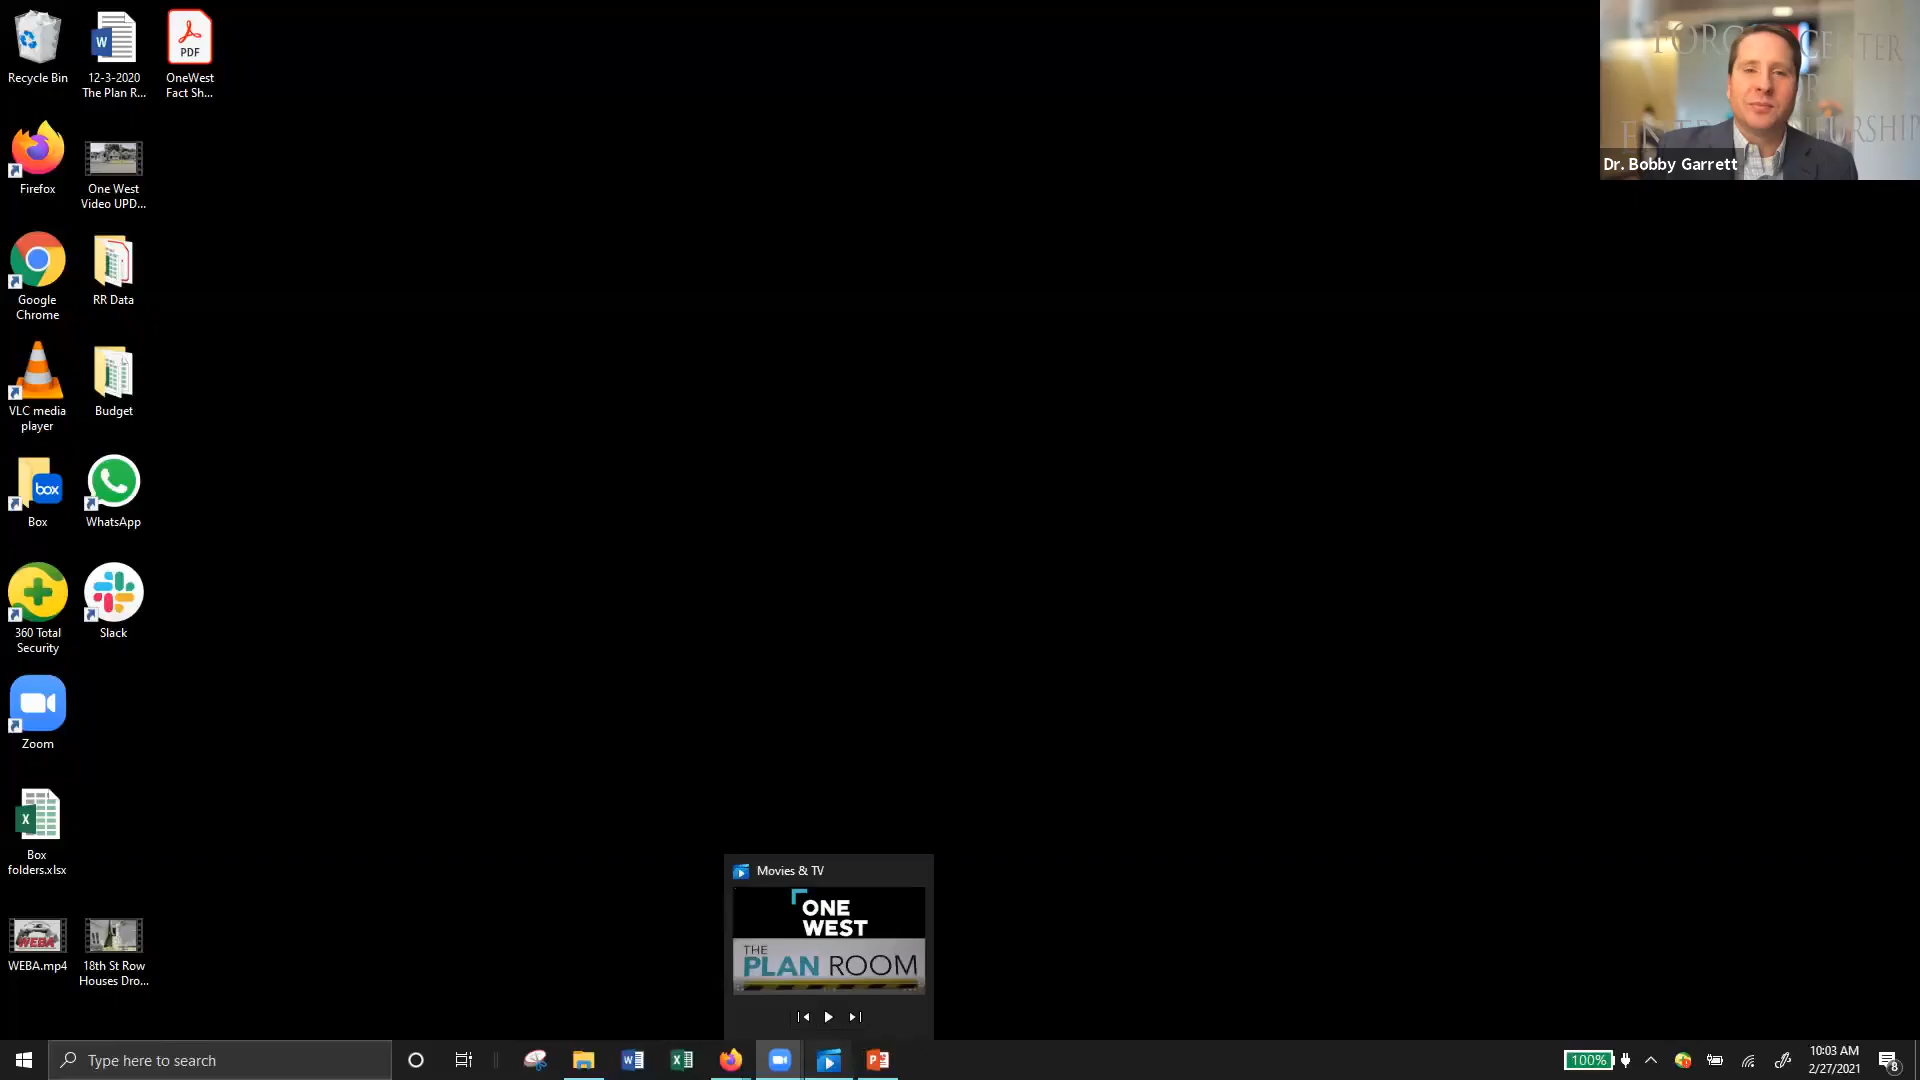 Recycle Bin
12-3-2020
The Plan R...
PDF
OneWest
Fact Sh...
Firefox
One West
Video UPD...
Google
Chrome
RR Data
VLC media
player
Budget
box
Box
WhatsApp
360 Total
Security
Slack
Zoom
Box
folders.xlsx
WEBA
WEBA.mp4
18th St Row
Houses Dro...
CENTER
Dr. Bobby Garrett
Movies & TV
ONE
WEST
THE
PLAN ROOM
Type here to search
100%
10:03 AM
2/27/2021
8